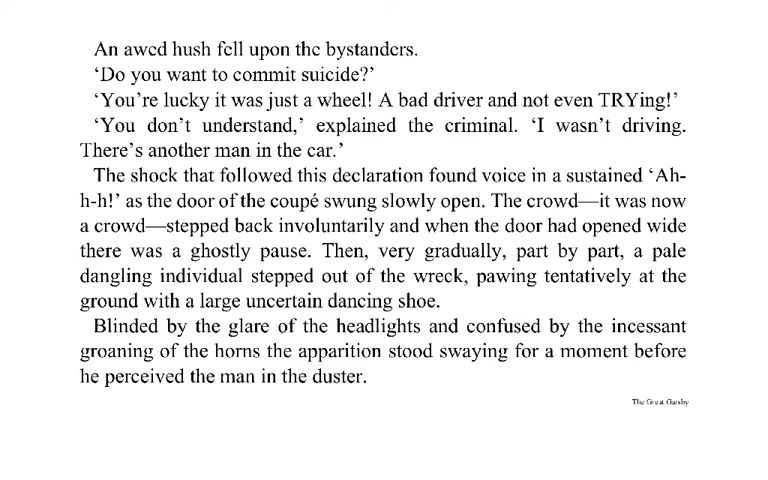 An awed hush fell upon the bystanders.
‘Do you want to commit suicide?’
‘You’re lucky it was just a wheel! A bad driver and not even TRYing!’
‘You don’t understand,’ explained the criminal. ‘I wasn’t driving.
There’s another man in the car.’
The shock that followed this declaration found voice in a sustained ‘Ah-
h-h!’ as the door of the coupé swung slowly open. The crowd—it was now
a crowd—stepped back involuntarily and when the door had opened wide
there was a ghostly pause. Then, very gradually, part by part, a pale
dangling individual stepped out of the wreck, pawing tentatively at the
ground with a large uncertain dancing shoe.
Blinded by the glare of the headlights and confused by the incessant
groaning of the horns the apparition stood swaying for a moment before
he perceived the man in the duster.
The Great Gatsby